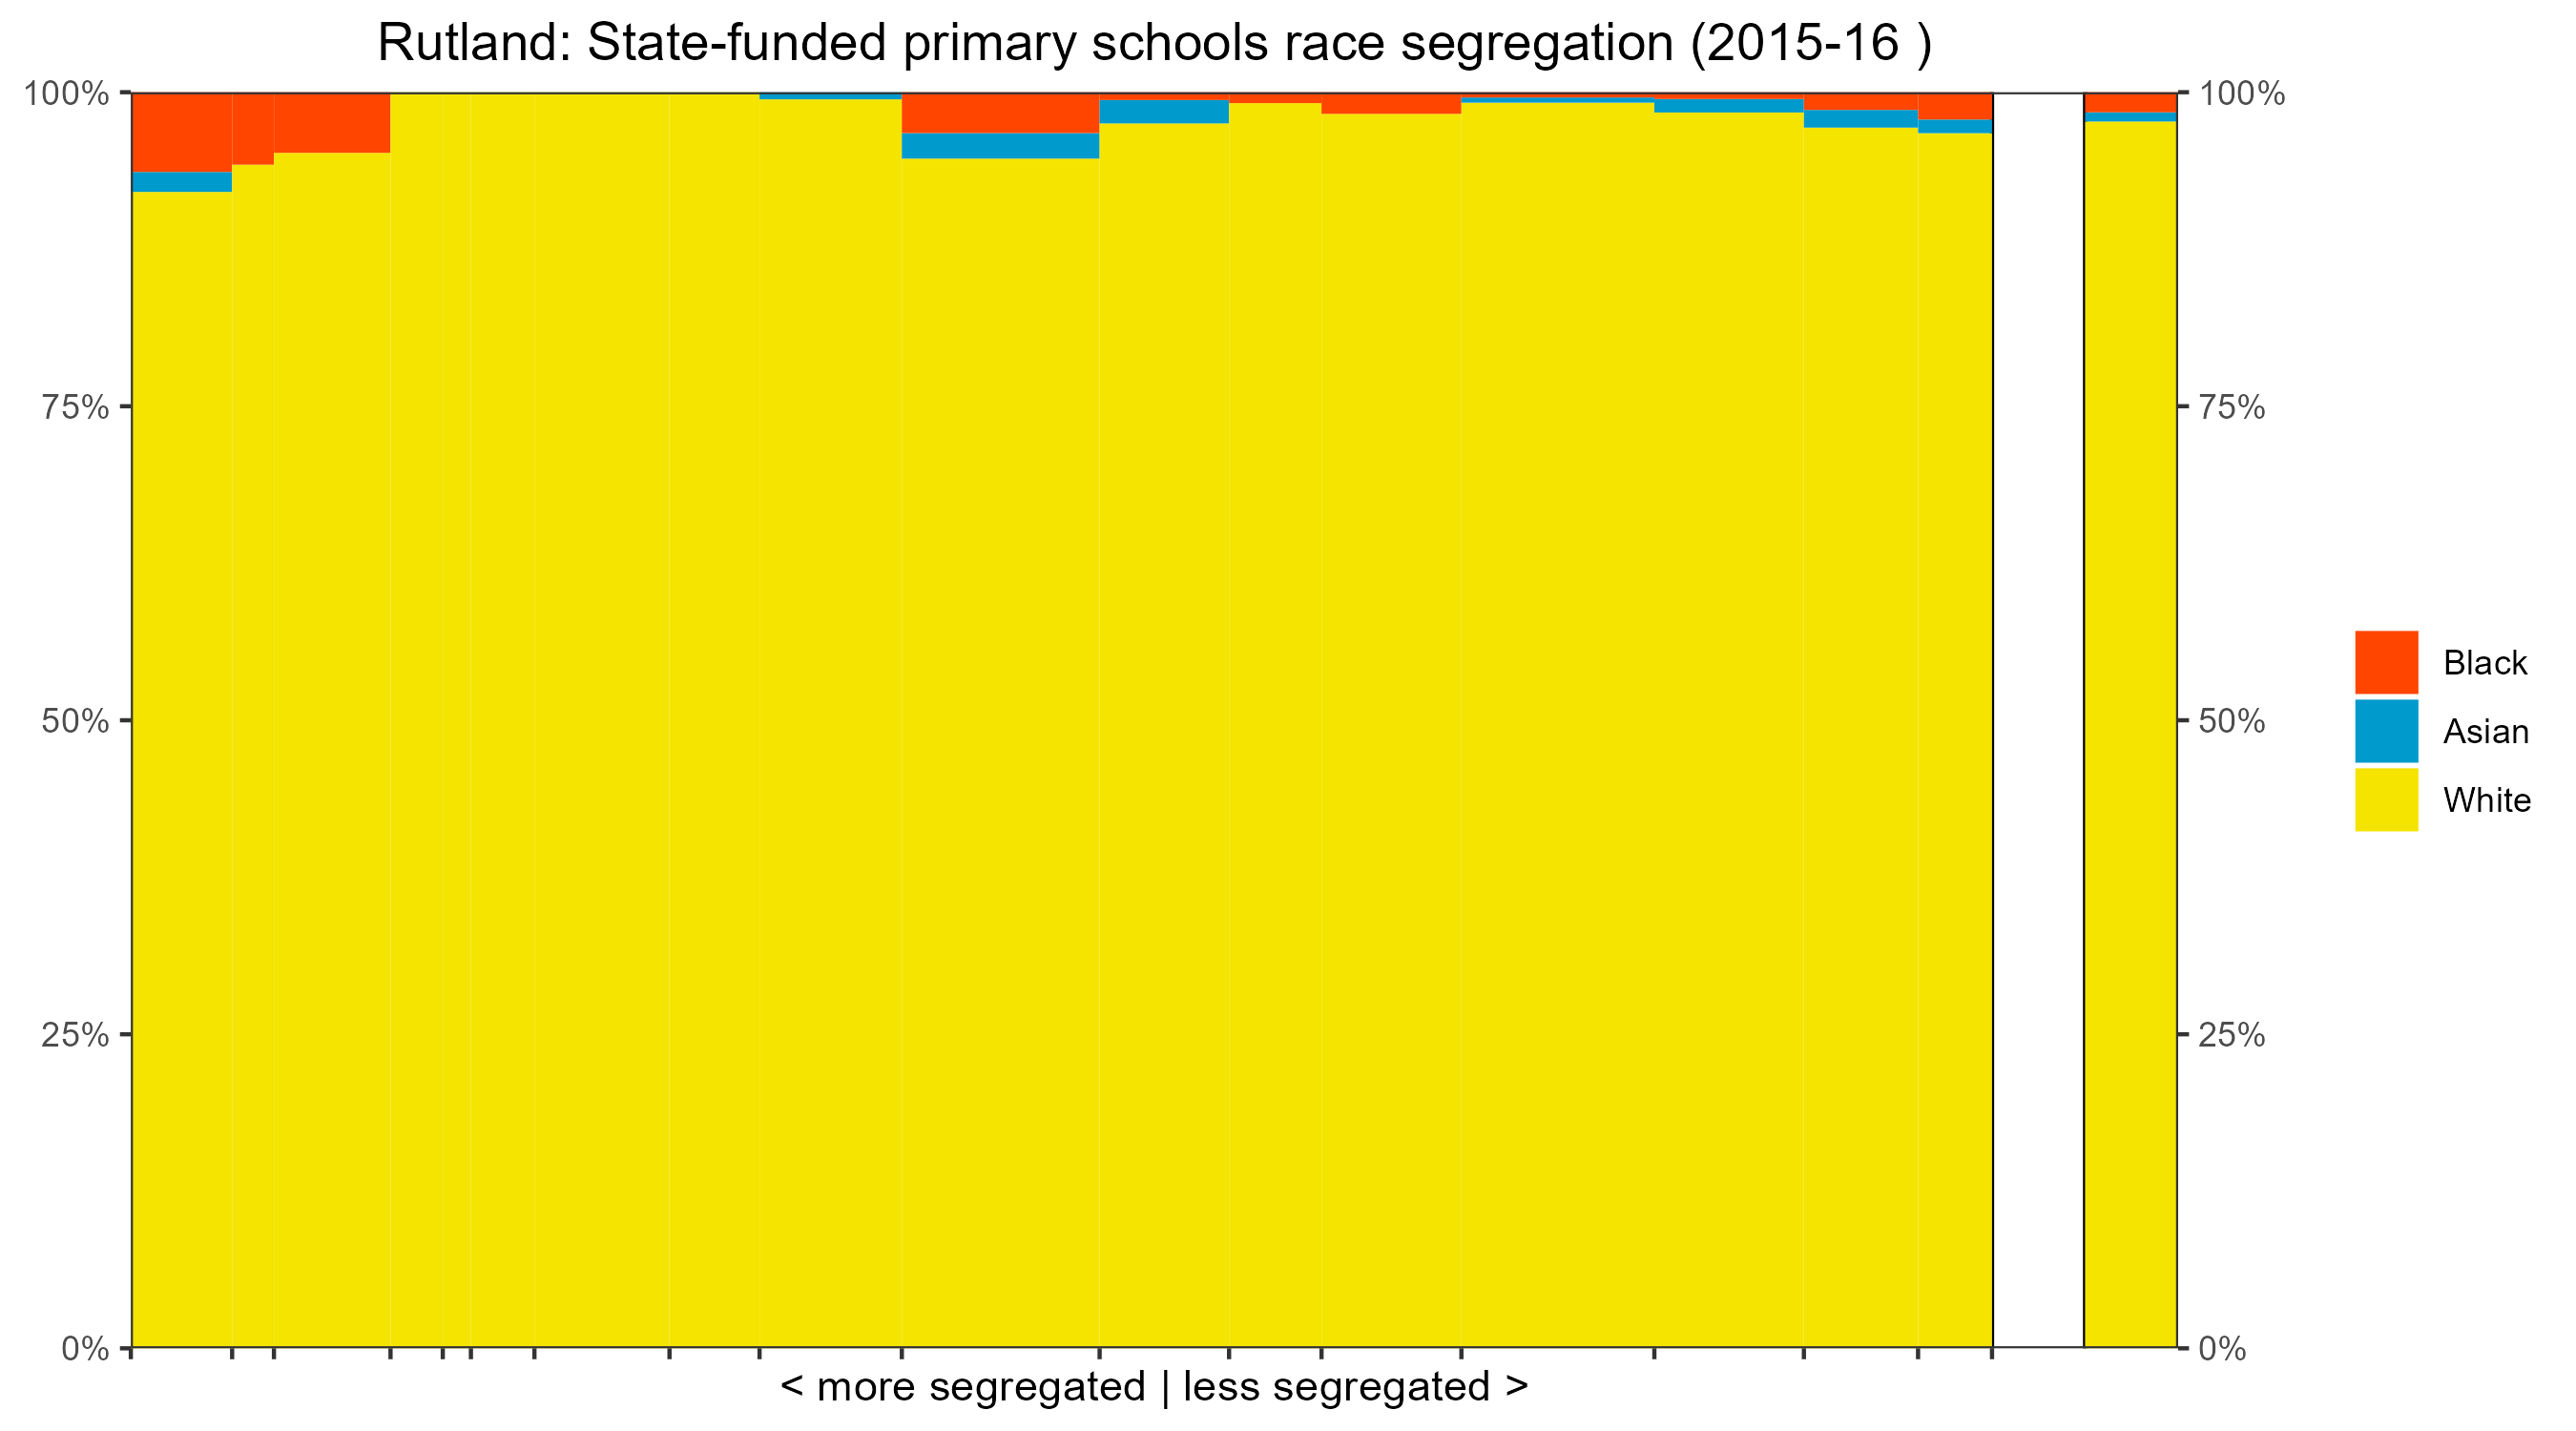 Rutland: State-funded primary schools race segregation (2015-16 )
100%
100%
75%
75%
50%
50%
25%
25%
0%
0%
Black
Asian
White
< more segregated | less segregated >